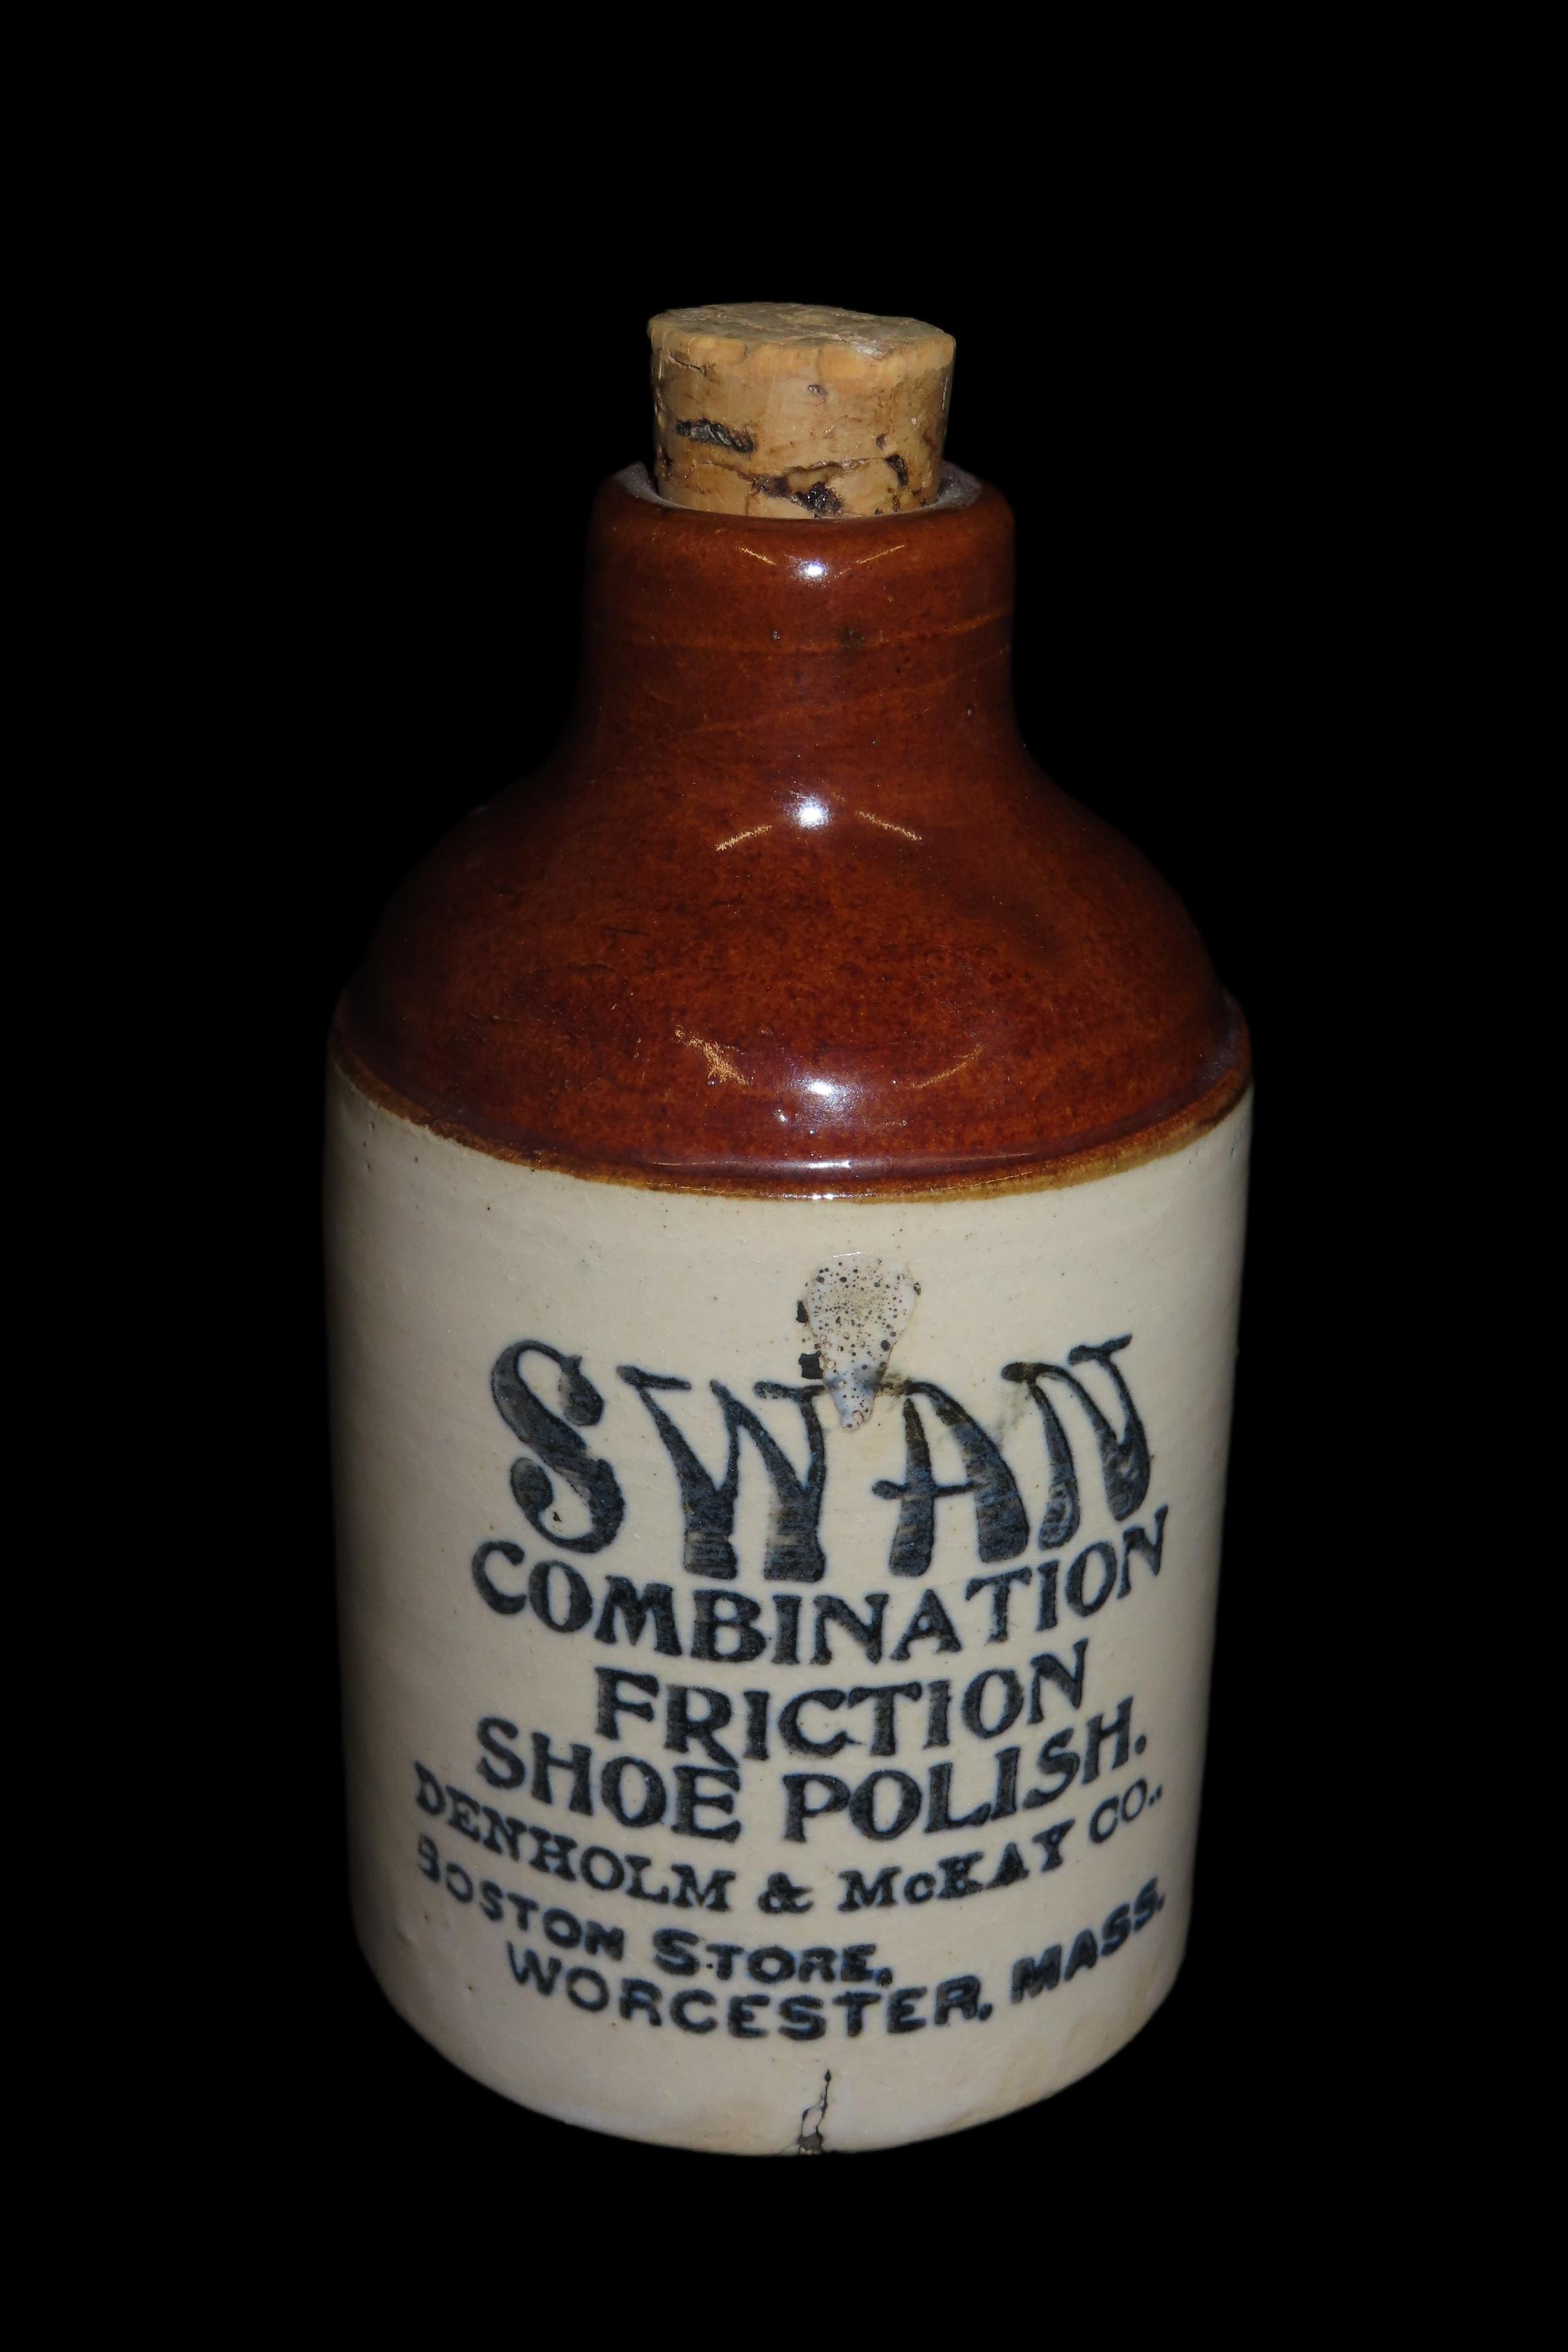 SWAN
COMBINATION
FRICTION
SHOE POLISH.
DENHOLM & McKAY CO.,
BOSTON STORE,
WORCESTER, MASS.